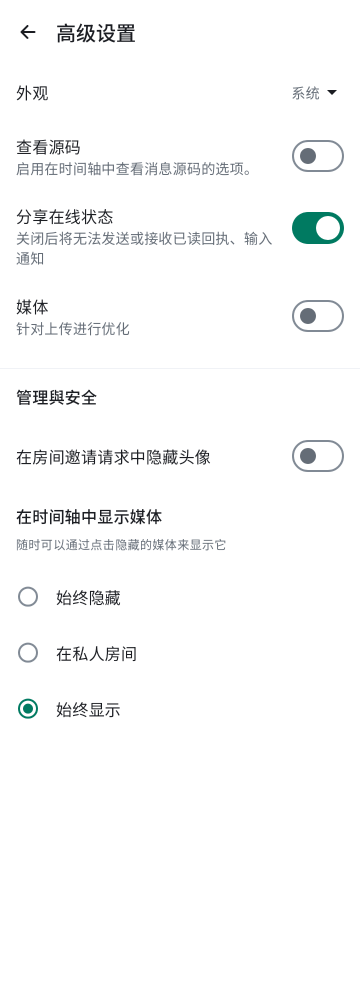 高级设置
外观
系统
查看源码
启用在时间轴中查看消息源码的选项。
分享在线状态
关闭后将无法发送或接收已读回执、输入
通知
媒体
针对上传进行优化
管理與安全
在房间邀请请求中隐藏头像
在时间轴中显示媒体
随时可以通过点击隐藏的媒体来显示它
始终隐藏
在私人房间
始终显示